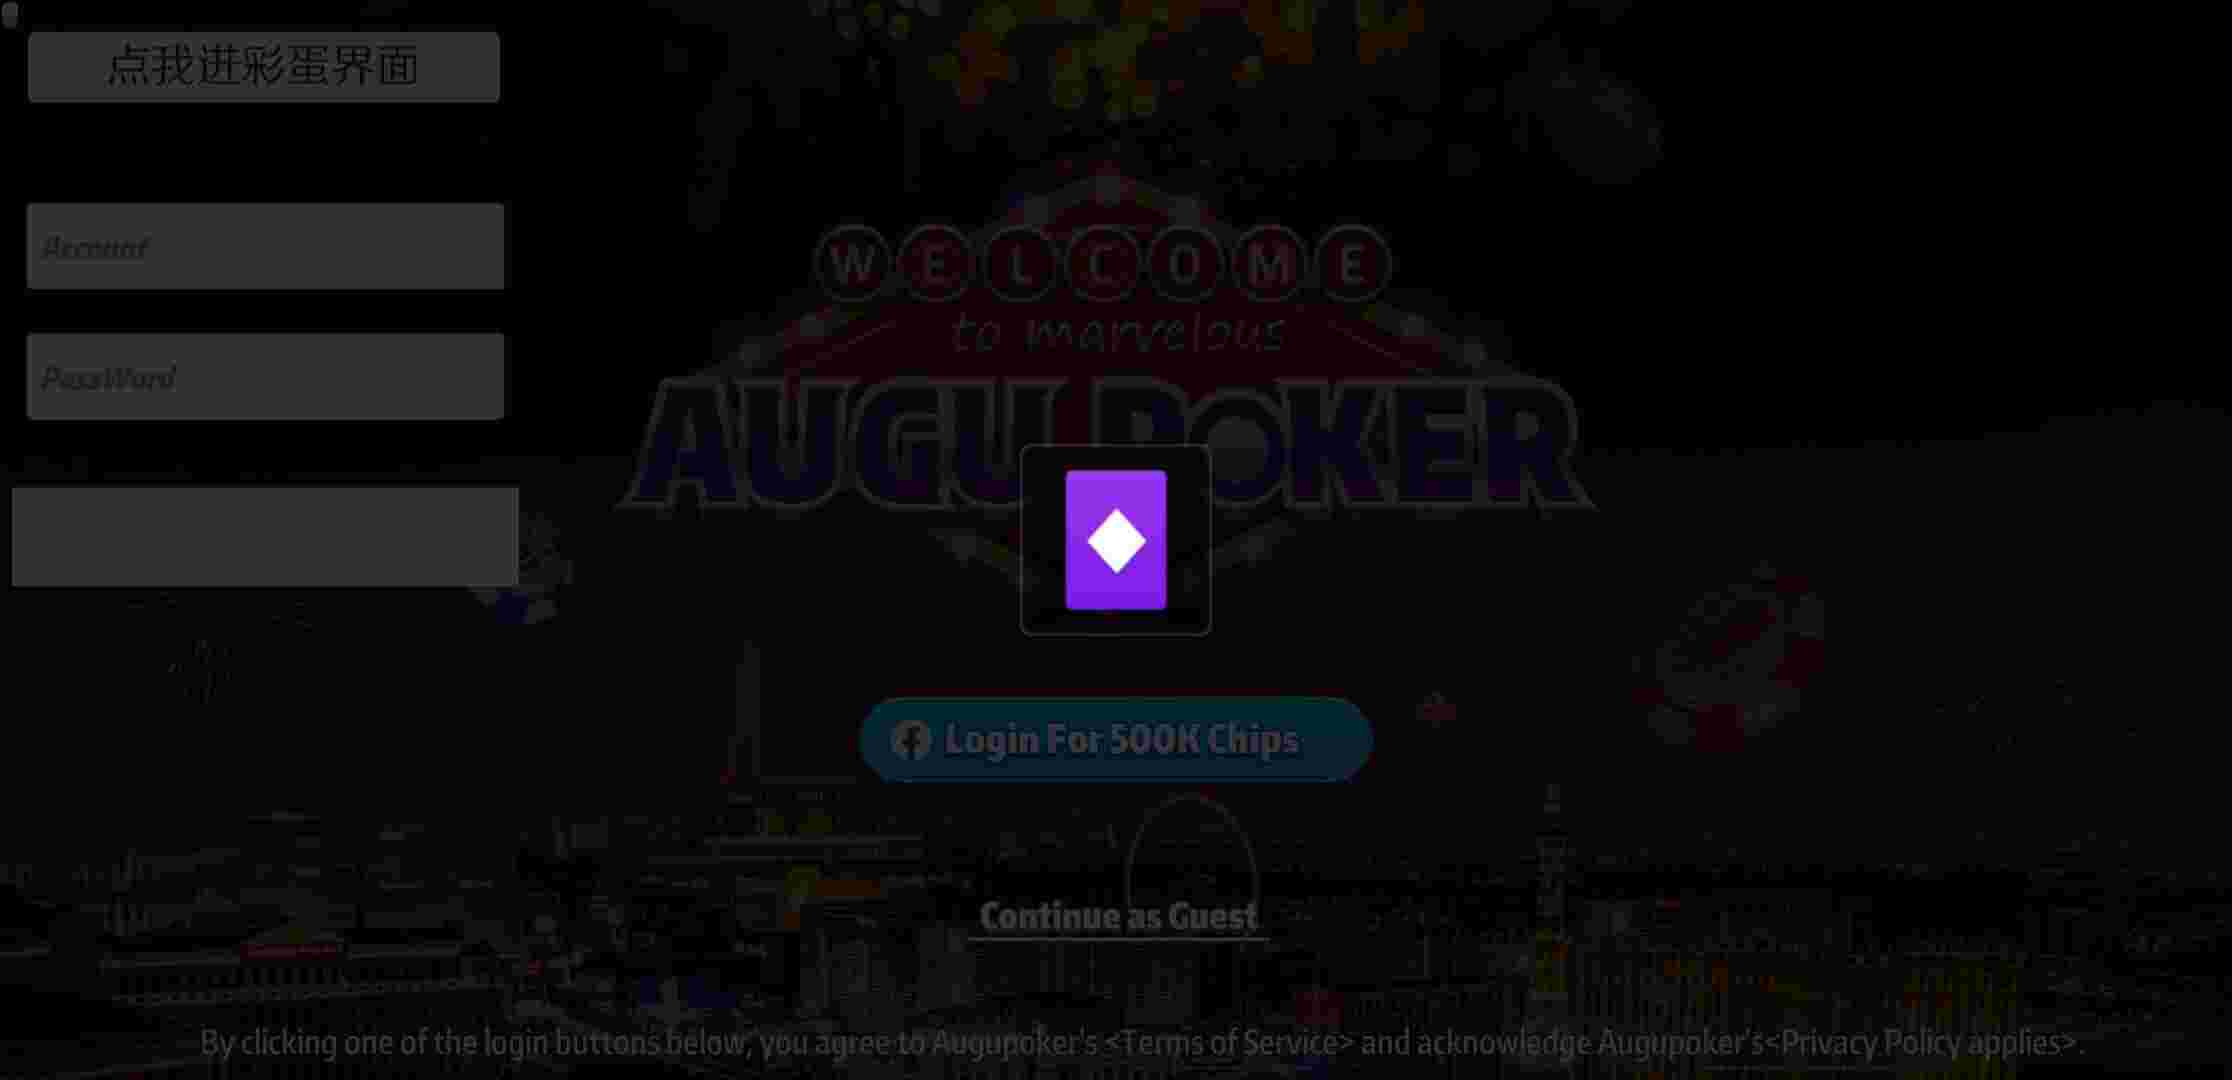 点我进彩蛋界面
Account
PassWord
WELCOME
to marvelous
AUGU POKER
Login For 500K Chips
Continue as Guest
By clicking one of the login buttons below, you agree to Augupoker's <Terms of Service> and acknowledge Augupoker's<Privacy Policy applies>.